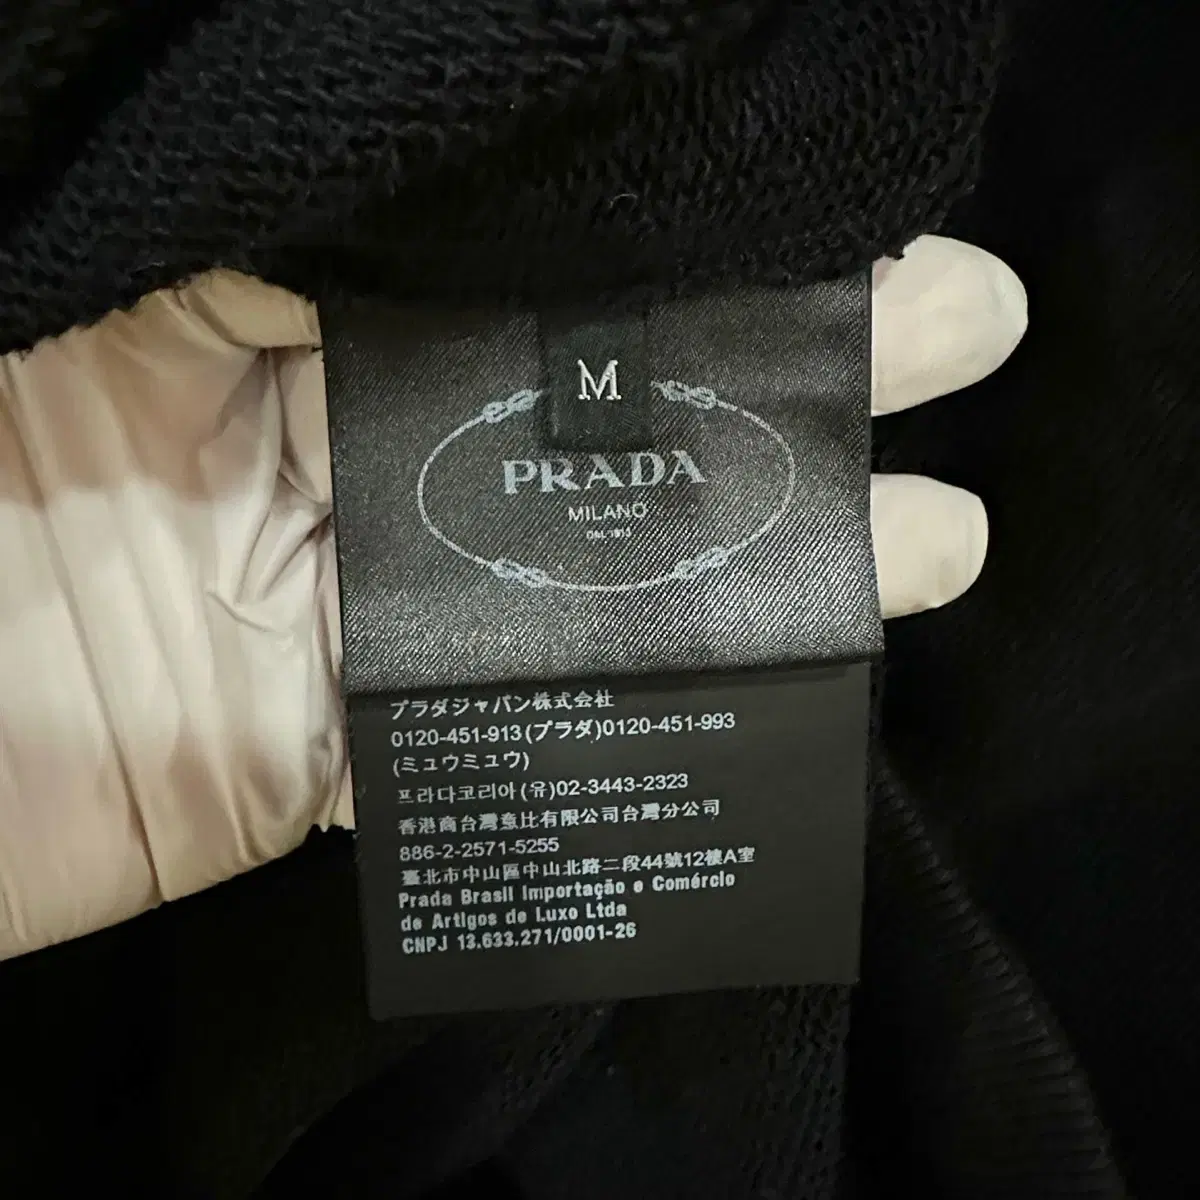 M
PRADA
MILANO
DAL 1913
プラダジャパン株式会社
0120-451-913(プラダ)0120-451-993
(ミュウミュウ)
프라다코리아(유)02-3443-2323
香港商台灣意比有限公司台灣分公司
886-2-2571-5255
臺北市中山區中山北路二段44號12樓A室
Prada Brasil Importação e Comércio
de Artigos de Luxo Ltda
CNPJ 13.633.271/0001-26